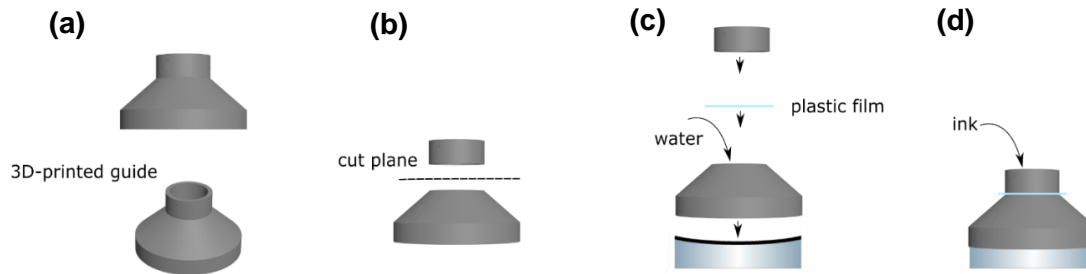 (a)
3D-printed guide
(b)
cut plane
(c)
plastic film
water
(d)
ink